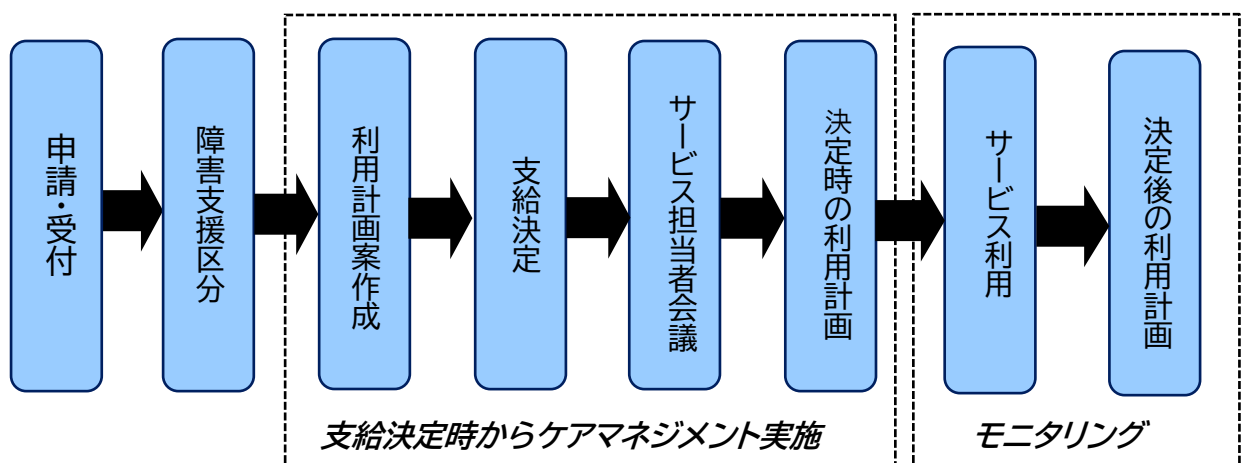 申請・受付
障害支援区分
利用計画案作成
支給決定
サービス担当者会議
決定時の利用計画
サービス利用
決定後の利用計画
支給決定時からケアマネジメント実施
モニタリング